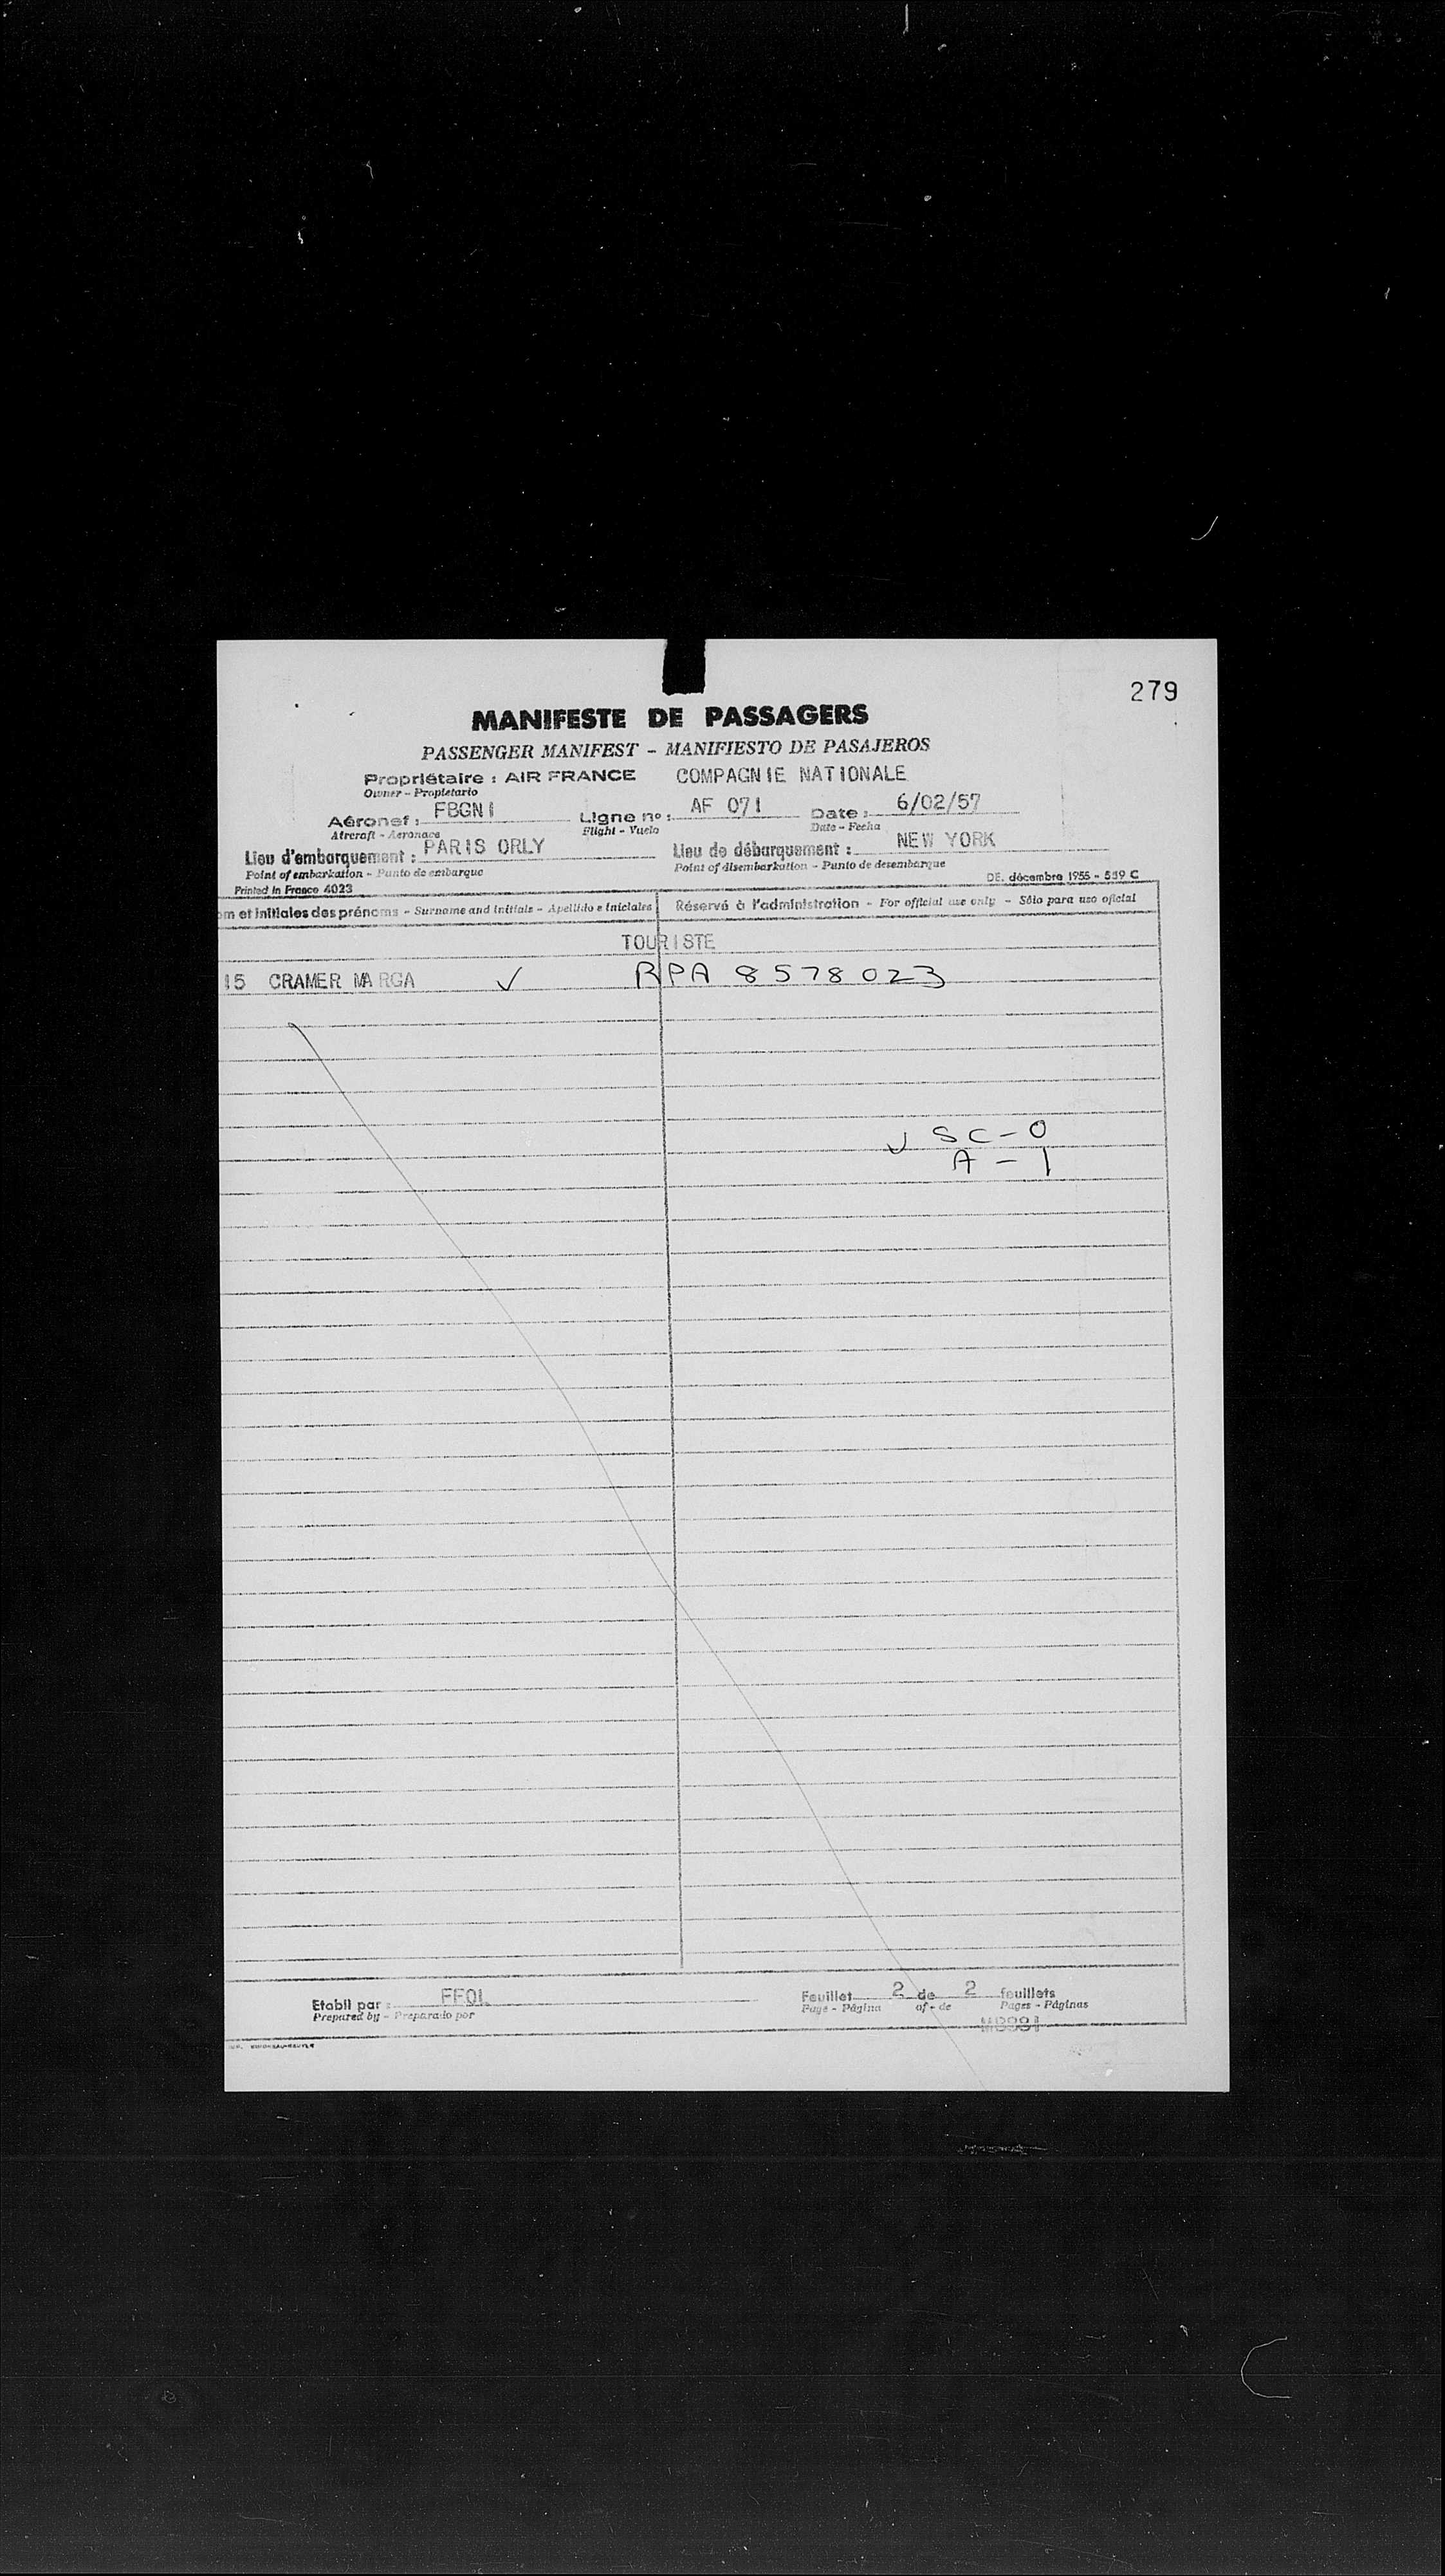 279
MANIFESTE DE PASSAGERS
PASSENGER MANIFEST - MANIFIESTO DE PASAJEROS
Propriétaire : AIR FRANCE COMPAGNIE NATIONALE
Owner - Propietario
Aéronef : FBGNI Ligne nº : AF 071 Date : 6/02/57
Aircraft - Aeronave Flight - Vuelo Date - Fecha
Lieu d'embarquement : PARIS ORLY Lieu de débarquement : NEW YORK
Point of embarkation - Punto de embarque Point of disembarkation - Punto de desembarque
Printed in France 4023 DE. décembre 1955 - 539 C
om et initiales des prénoms - Surname and initials - Apellido e iniciales Réservé à l'administration - For official use only - Sólo para uso oficial
TOURISTE
15 CRAMER MARGA ✓ RPA 8578023
✓ SC - 0
A - 1
Etabli par : FFOL Feuillet 2 de 2 feuillets
Prepared by - Preparado por Page - Página of - de Pages - Páginas